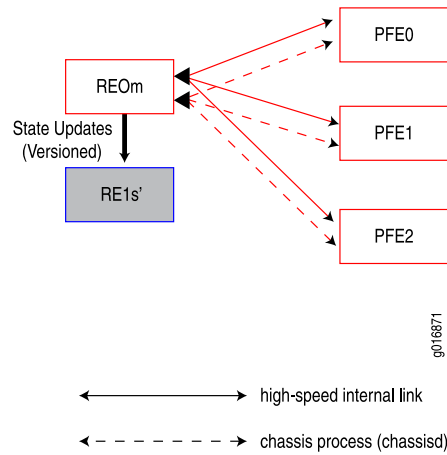 PFE0
REOm
State Updates
(Versioned)
PFE1
RE1s'
PFE2
g016871
high-speed internal link
chassis process (chassisd)